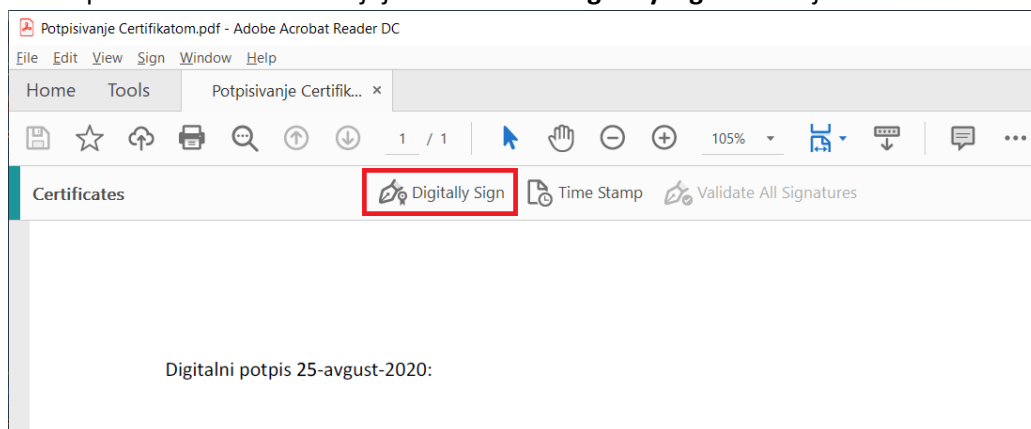 Potpisivanje Certifikatom.pdf - Adobe Acrobat Reader DC
File Edit View Sign Window Help
Home Tools Potpisivanje Certifik... ×
1 / 1 105%
Certificates Digitally Sign Time Stamp Validate All Signatures
Digitalni potpis 25-avgust-2020: